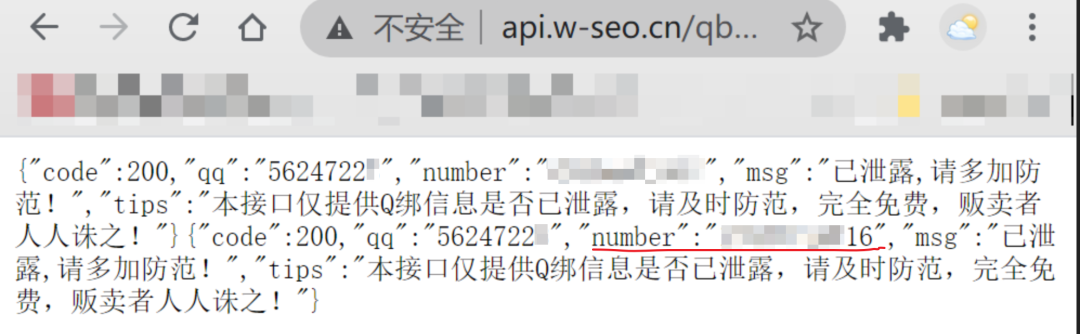 不安全 api.w-seo.cn/qb...
{"code":200,"qq":"5624722","number":"","msg":"已泄露,请多加防
范！","tips":"本接口仅提供Q绑信息是否已泄露，请及时防范，完全免费，贩卖者
人人诛之！"}{"code":200,"qq":"5624722","number":"16","msg":"已泄
露,请多加防范！","tips":"本接口仅提供Q绑信息是否已泄露，请及时防范，完全免
费，贩卖者人人诛之！"}